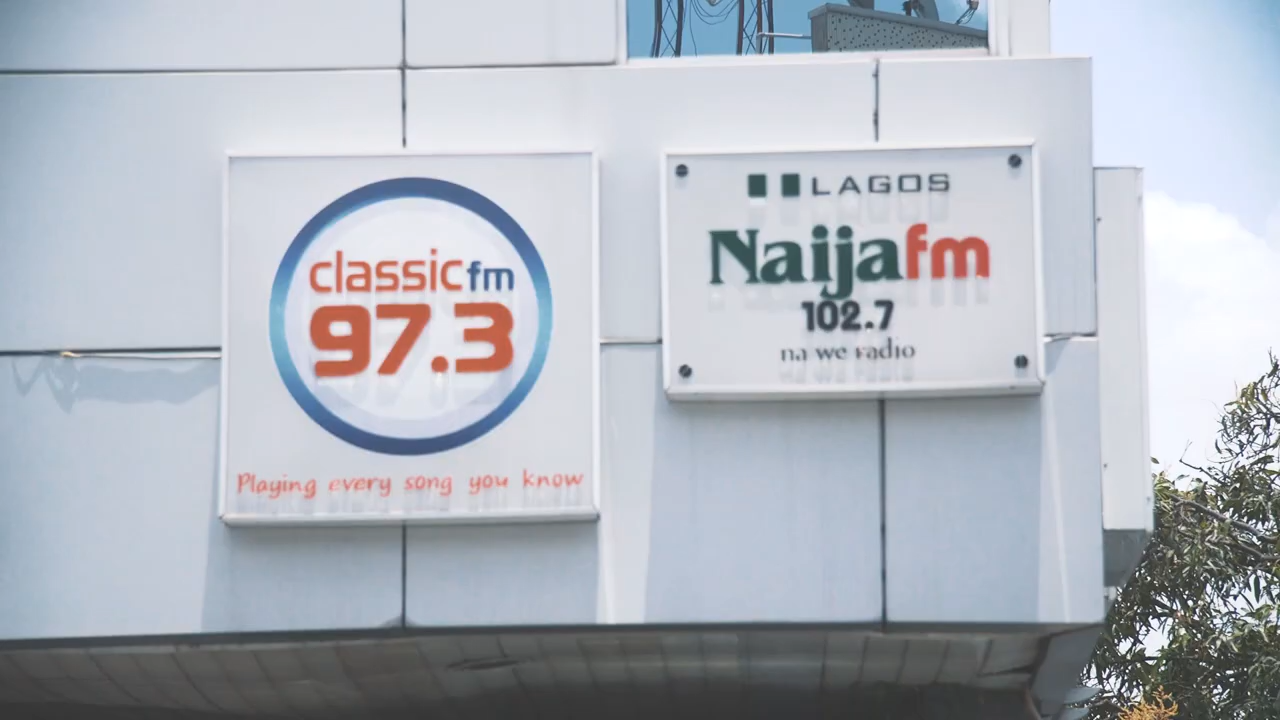 classic fm
97.3
Playing every song you know
LAGOS
Naija fm
102.7
na we radio